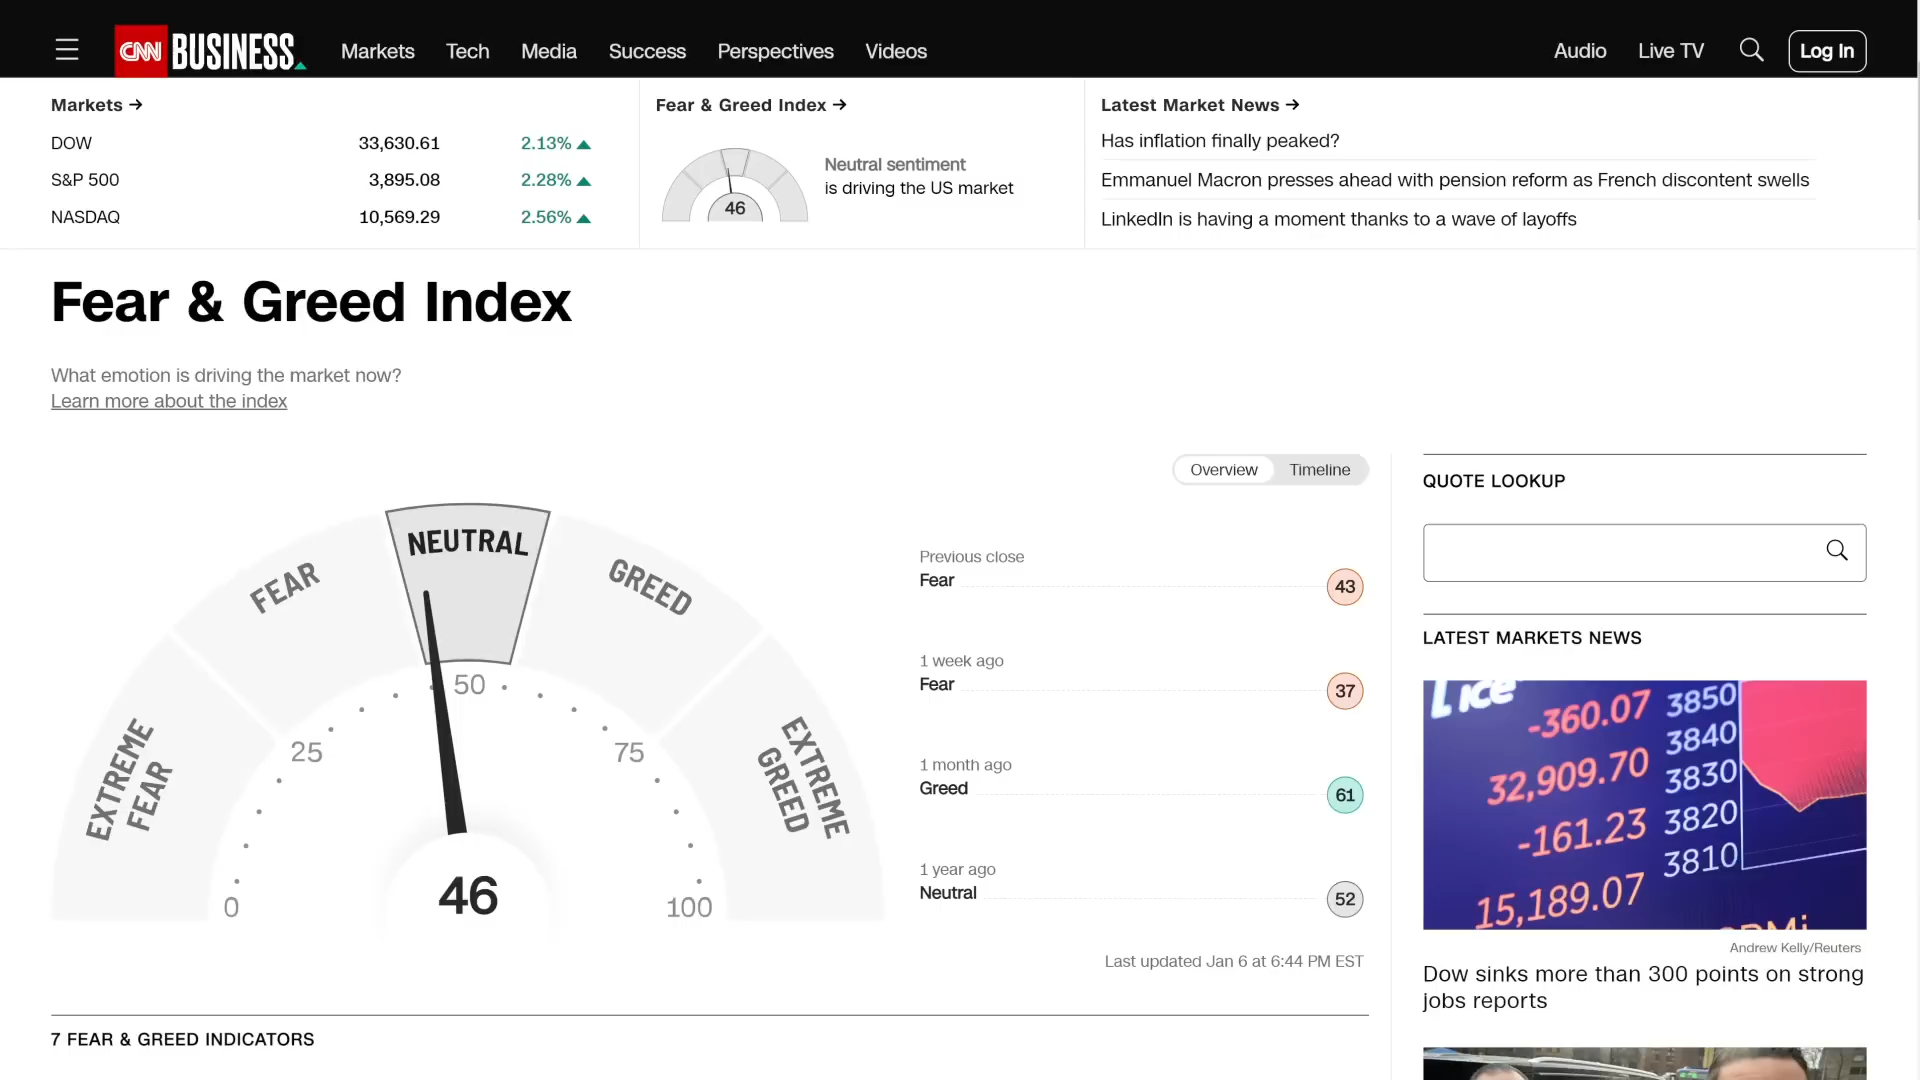 CNN BUSINESS
Markets
Tech
Media
Success
Perspectives
Videos
Audio
Live TV
Log In
Markets →
DOW 33,630.61 2.13%
S&P 500 3,895.08 2.28%
NASDAQ 10,569.29 2.56%
Fear & Greed Index →
46
Neutral sentiment
is driving the US market
Latest Market News →
Has inflation finally peaked?
Emmanuel Macron presses ahead with pension reform as French discontent swells
LinkedIn is having a moment thanks to a wave of layoffs
Fear & Greed Index
What emotion is driving the market now?
Learn more about the index
Overview
Timeline
EXTREME
FEAR
FEAR
NEUTRAL
GREED
EXTREME
GREED
0
25
50
75
100
46
Previous close
Fear 43
1 week ago
Fear 37
1 month ago
Greed 61
1 year ago
Neutral 52
Last updated Jan 6 at 6:44 PM EST
7 FEAR & GREED INDICATORS
QUOTE LOOKUP
LATEST MARKETS NEWS
-360.07
32,909.70
-161.23
15,189.07
3850
3840
3830
3820
3810
Andrew Kelly/Reuters
Dow sinks more than 300 points on strong
jobs reports